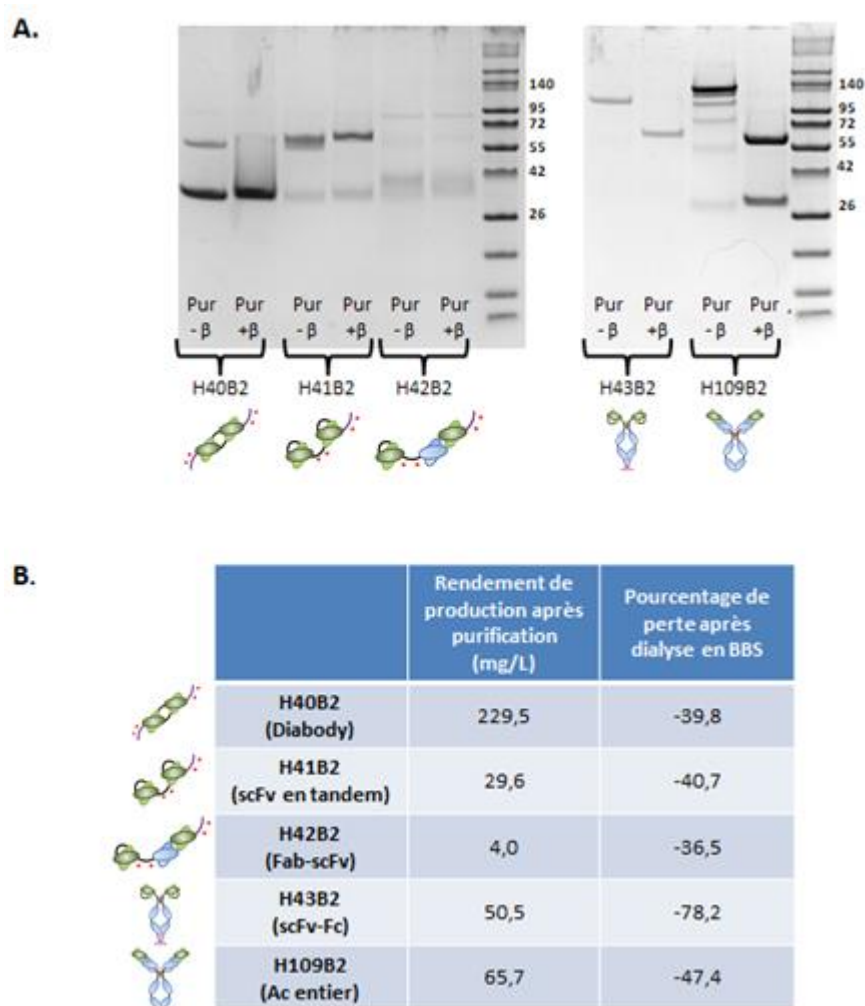 A.
140
95
72
55
42
26
140
95
72
55
42
26
Pur Pur Pur Pur Pur Pur
- β +β - β +β - β +β
H40B2 H41B2 H42B2
Pur Pur Pur Pur
- β +β - β +β
H43B2 H109B2
B.
Rendement de
production après
purification
(mg/L)
Pourcentage de
perte après
dialyse en BBS
H40B2
(Diabody)
229,5
-39,8
H41B2
(scFv en tandem)
29,6
-40,7
H42B2
(Fab-scFv)
4,0
-36,5
H43B2
(scFv-Fc)
50,5
-78,2
H109B2
(Ac entier)
65,7
-47,4